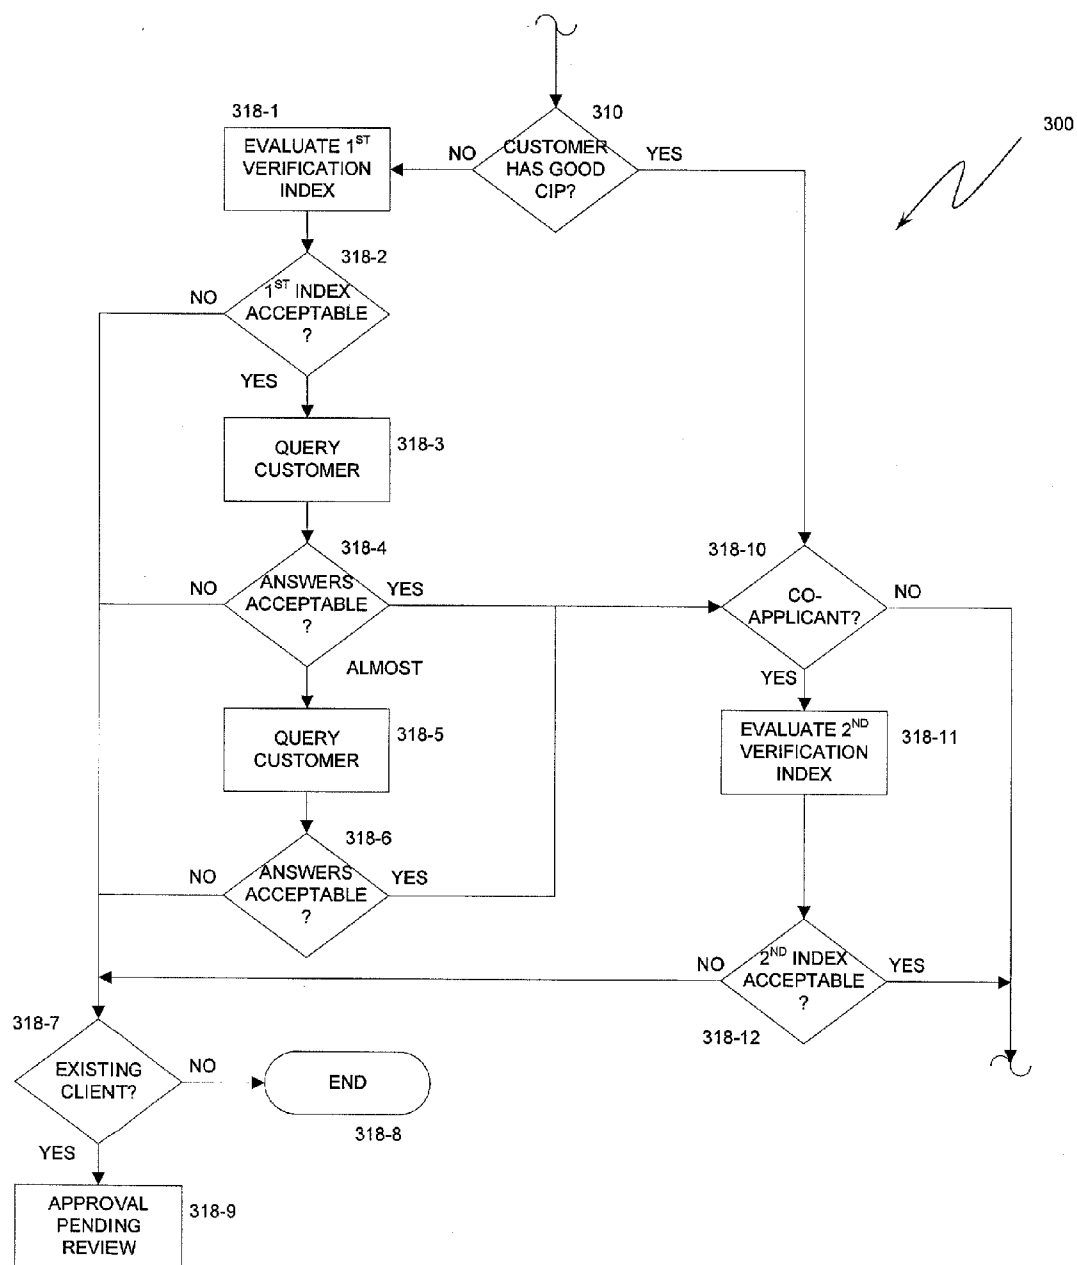 318-1
310
300
EVALUATE 1ST
VERIFICATION
INDEX
NO
CUSTOMER
HAS GOOD
CIP?
YES
318-2
NO
1ST INDEX
ACCEPTABLE
?
YES
QUERY
CUSTOMER
318-3
318-4
NO
ANSWERS
ACCEPTABLE
?
YES
318-10
CO-
APPLICANT?
NO
ALMOST
YES
QUERY
CUSTOMER
318-5
EVALUATE 2ND
VERIFICATION
INDEX
318-11
318-6
NO
ANSWERS
ACCEPTABLE
?
YES
NO
2ND INDEX
ACCEPTABLE
?
YES
318-12
318-7
EXISTING
CLIENT?
NO
END
318-8
YES
APPROVAL
PENDING
REVIEW
318-9